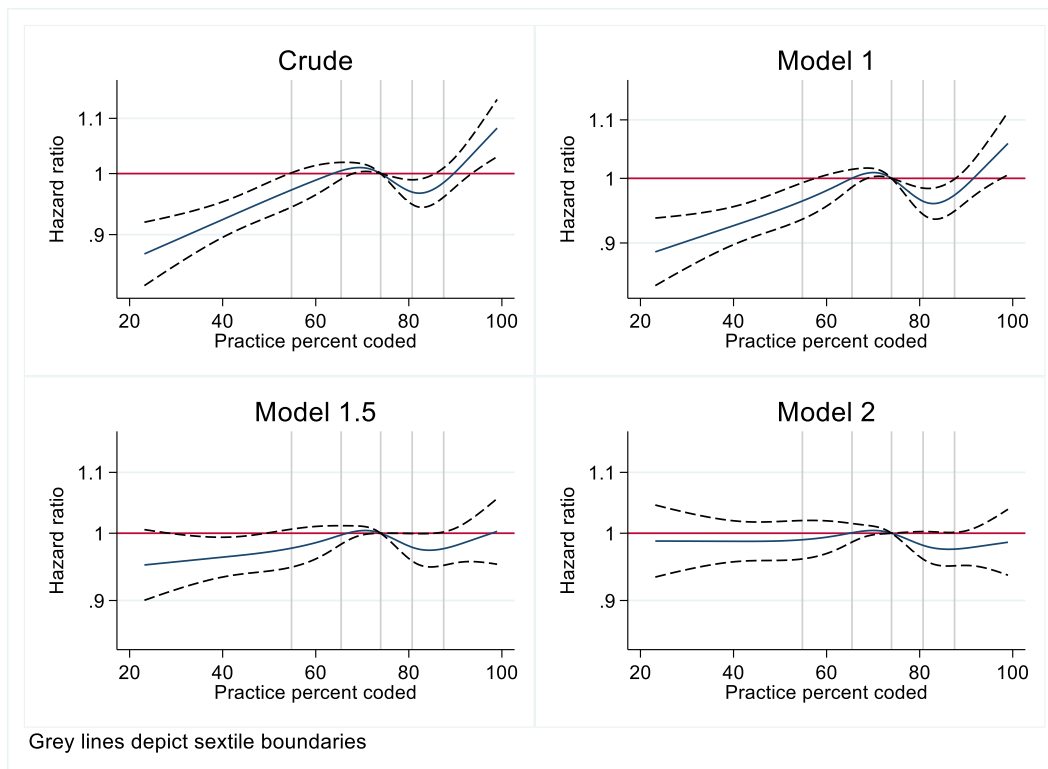 Crude
Hazard ratio
1.1
1
.9
20 40 60 80 100
Practice percent coded
Model 1
Hazard ratio
1.1
1
.9
20 40 60 80 100
Practice percent coded
Model 1.5
Hazard ratio
1.1
1
.9
20 40 60 80 100
Practice percent coded
Model 2
Hazard ratio
1.1
1
.9
20 40 60 80 100
Practice percent coded
Grey lines depict sextile boundaries